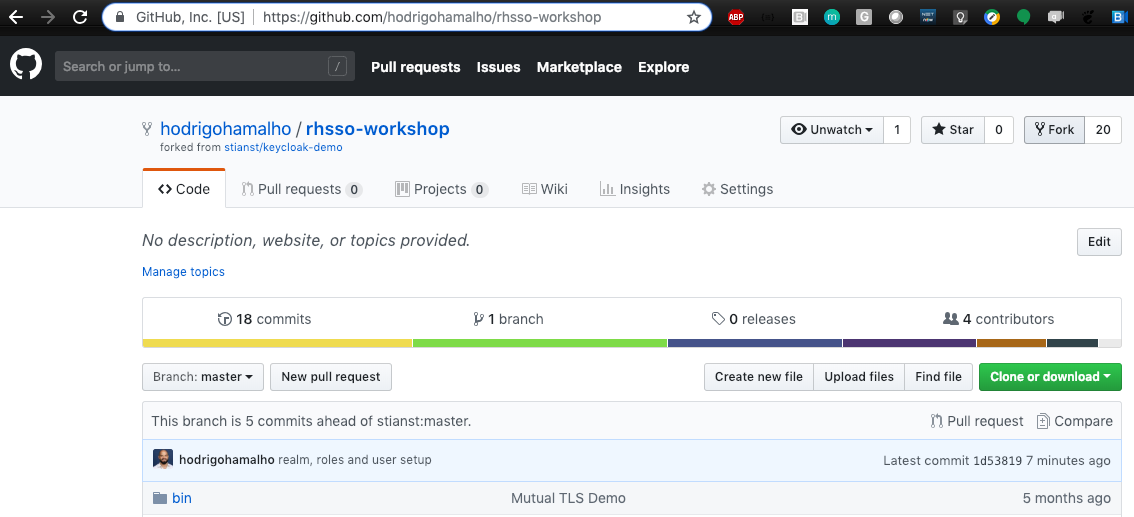 GitHub, Inc. [US] https://github.com/hodrigohamalho/rhsso-workshop
ABP
Search or jump to... /
Pull requests Issues Marketplace Explore
hodrigohamalho / rhsso-workshop
forked from stianst/keycloak-demo
Unwatch 1 Star 0 Fork 20
Code Pull requests 0 Projects 0 Wiki Insights Settings
No description, website, or topics provided. Edit
Manage topics
18 commits 1 branch 0 releases 4 contributors
Branch: master New pull request Create new file Upload files Find file Clone or download
This branch is 5 commits ahead of stianst:master. Pull request Compare
hodrigohamalho realm, roles and user setup Latest commit 1d53819 7 minutes ago
bin Mutual TLS Demo 5 months ago